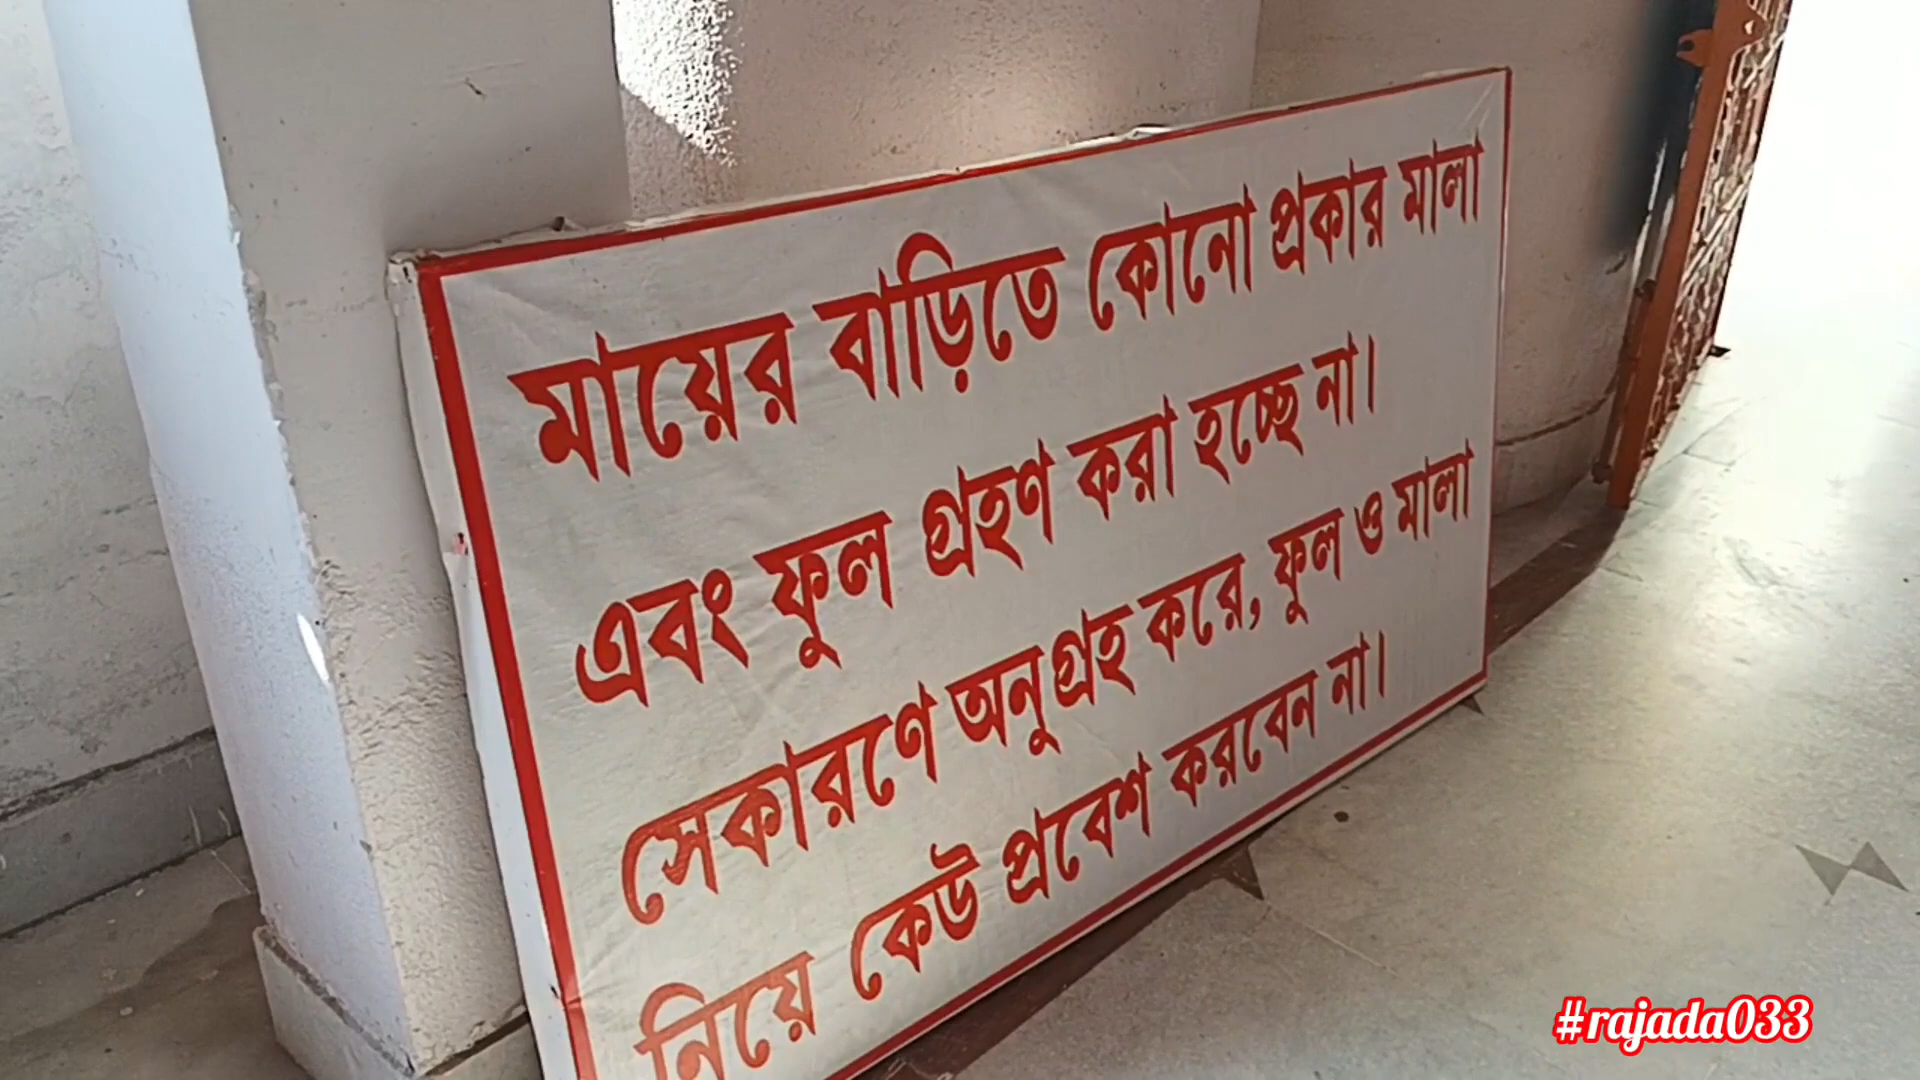 মায়ের বাড়িতে কোনো প্রকার মালা
এবং ফুল গ্রহণ করা হচ্ছে না।
সেকারণে অনুগ্রহ করে, ফুল ও মালা
নিয়ে কেউ প্রবেশ করবেন না।
#rajada033